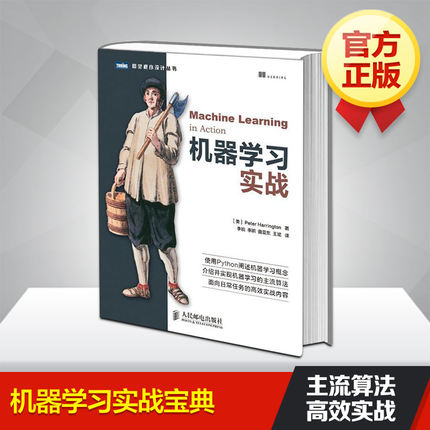 官方
正版
TURING
图灵程序设计丛书
MANNING
Machine Learning
in Action
机器学习
实战
[美] Peter Harrington 著
李锐 李鹏 曲亚东 王斌 译
使用Python阐述机器学习概念
介绍并实现机器学习的主流算法
面向日常任务的高效实战内容
人民邮电出版社
机器学习实战宝典
主流算法
高效实战